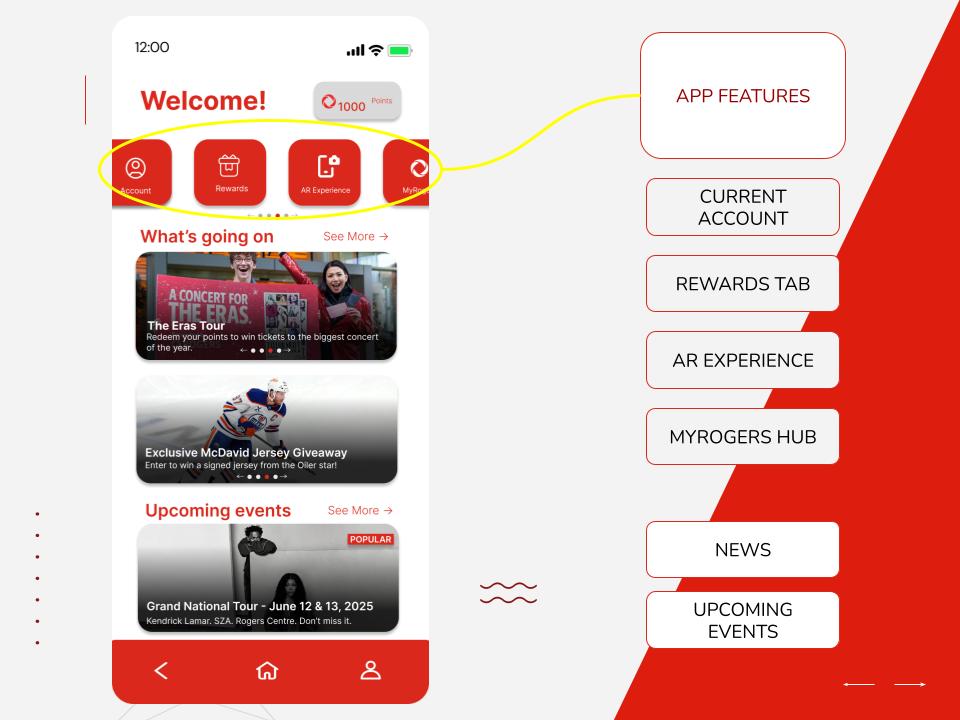 12:00
Welcome!
1000 Points
Account
Rewards
AR Experience
What's going on
See More →
A CONCERT FOR
THE ERAS.
The Eras Tour
Redeem your points to win tickets to the biggest concert
of the year.
Exclusive McDavid Jersey Giveaway
Enter to win a signed jersey from the Oiler star!
Upcoming events
See More →
POPULAR
Grand National Tour - June 12 & 13, 2025
Kendrick Lamar. SZA. Rogers Centre. Don't miss it.
APP FEATURES
CURRENT
ACCOUNT
REWARDS TAB
AR EXPERIENCE
MYROGERS HUB
NEWS
UPCOMING
EVENTS